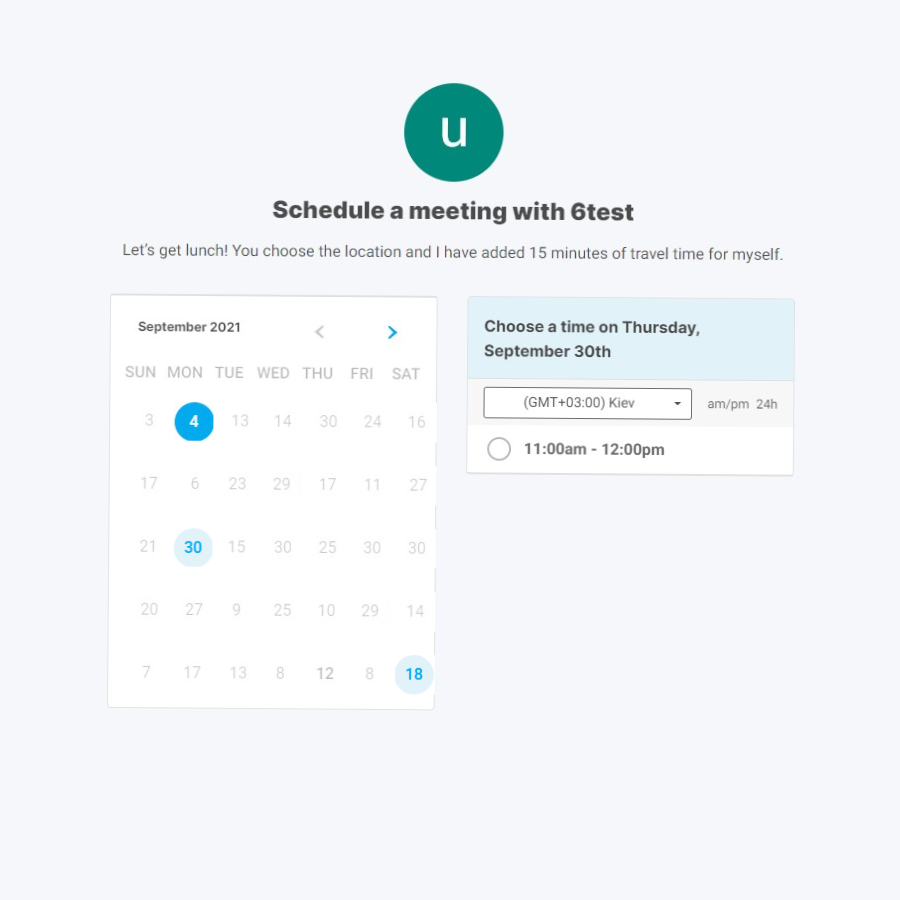 u
Schedule a meeting with 6test
Let's get lunch! You choose the location and I have added 15 minutes of travel time for myself.
September 2021
SUN MON TUE WED THU FRI SAT
3 4 13 14 30 24 16
17 6 23 29 17 11 27
21 30 15 30 25 30 30
20 27 9 25 10 29 14
7 17 13 8 12 8 18
Choose a time on Thursday,
September 30th
(GMT+03:00) Kiev am/pm 24h
11:00am - 12:00pm